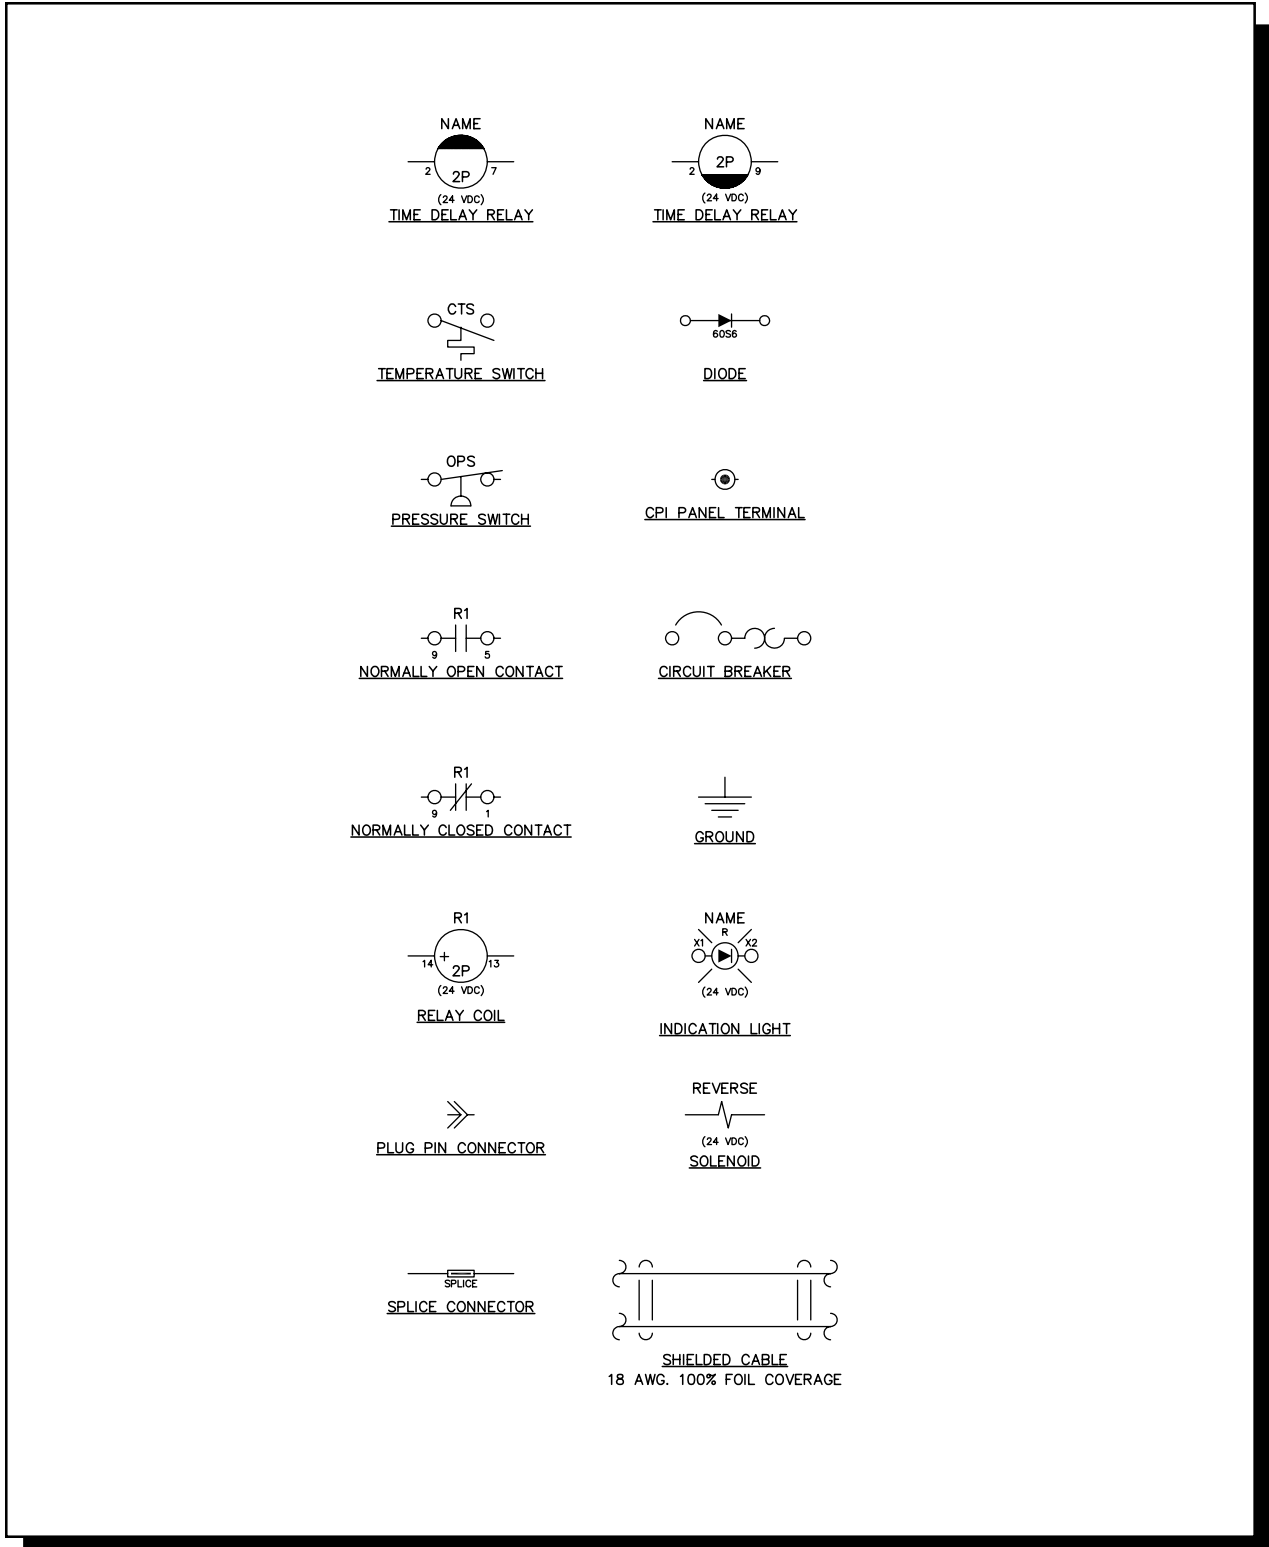 NAME
2 7
2P
(24 VDC)
TIME DELAY RELAY
NAME
2P
2 9
(24 VDC)
TIME DELAY RELAY
CTS
TEMPERATURE SWITCH
60S6
DIODE
OPS
PRESSURE SWITCH
CPI PANEL TERMINAL
R1
9 5
NORMALLY OPEN CONTACT
CIRCUIT BREAKER
R1
9 1
NORMALLY CLOSED CONTACT
GROUND
R1
14 + 13
2P
(24 VDC)
RELAY COIL
NAME
R
X1 X2
(24 VDC)
INDICATION LIGHT
PLUG PIN CONNECTOR
REVERSE
(24 VDC)
SOLENOID
SPLICE
SPLICE CONNECTOR
SHIELDED CABLE
18 AWG. 100% FOIL COVERAGE